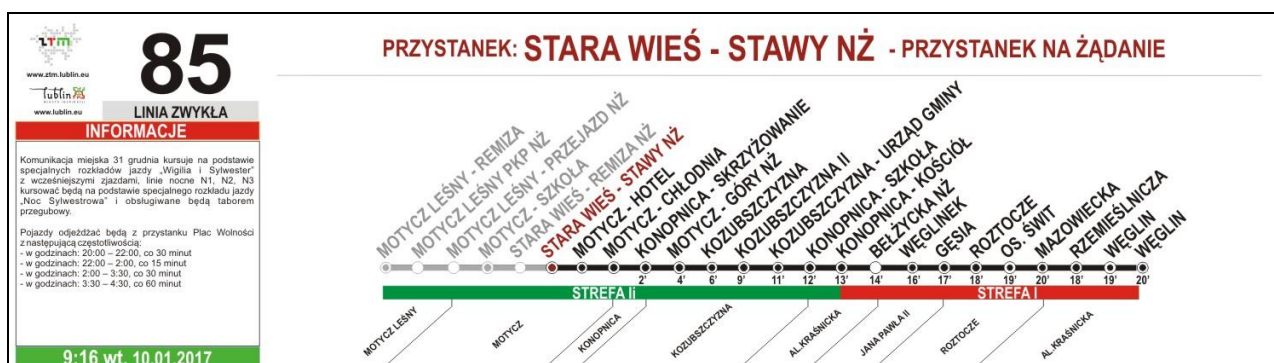 ztm
www.ztm.lublin.eu
lublin
www.lublin.eu
85
LINIA ZWYKŁA
INFORMACJE
Komunikacja miejska 31 grudnia kursuje na podstawie
specjalnych rozkładów jazdy „Wigilia i Sylwester"
z wcześniejszymi zjazdami, linie nocne N1, N2, N3
kursować będą na podstawie specjalnego rozkładu jazdy
„Noc Sylwestrowa" i obsługiwane będą taborem
przegubowy.
Pojazdy odjeżdżać będą z przystanku Plac Wolności
z następującą częstotliwością:
- w godzinach: 20:00 – 22:00, co 30 minut
- w godzinach: 22:00 – 2:00, co 15 minut
- w godzinach: 2:00 – 3:30, co 30 minut
- w godzinach: 3:30 – 4:30, co 60 minut
9:16 wt. 10.01 2017
PRZYSTANEK: STARA WIEŚ - STAWY NŻ - PRZYSTANEK NA ŻĄDANIE
MOTYCZ LEŚNY - REMIZA
MOTYCZ LEŚNY PKP NŻ
MOTYCZ LEŚNY - PRZEJAZD NŻ
MOTYCZ - SZKOŁA
STARA WIEŚ - REMIZA NŻ
STARA WIEŚ - STAWY NŻ
MOTYCZ - HOTEL
MOTYCZ - CHŁODNIA
KONOPNICA - SKRZYŻOWANIE
MOTYCZ - GÓRY NŻ
KOZUBSZCZYZNA
KOZUBSZCZYZNA II
KOZUBSZCZYZNA - URZĄD GMINY
KONOPNICA - SZKOŁA
KONOPNICA - KOŚCIÓŁ
BEŁŻYCKA NŻ
WĘGLINEK
GĘSIA
ROZTOCZE
OS. ŚWIT
MAZOWIECKA
RZEMIEŚLNICZA
WĘGLIN
WĘGLIN
2' 4' 6' 9' 11' 12' 13' 14' 16' 17' 18' 19' 20' 18' 19' 20'
STREFA Ii
STREFA I
MOTYCZ LEŚNY
MOTYCZ
KONOPNICA
KOZUBSZCZYZNA
AL.KRAŚNICKA
JANA PAWŁA II
ROZTOCZE
AL.KRAŚNICKA